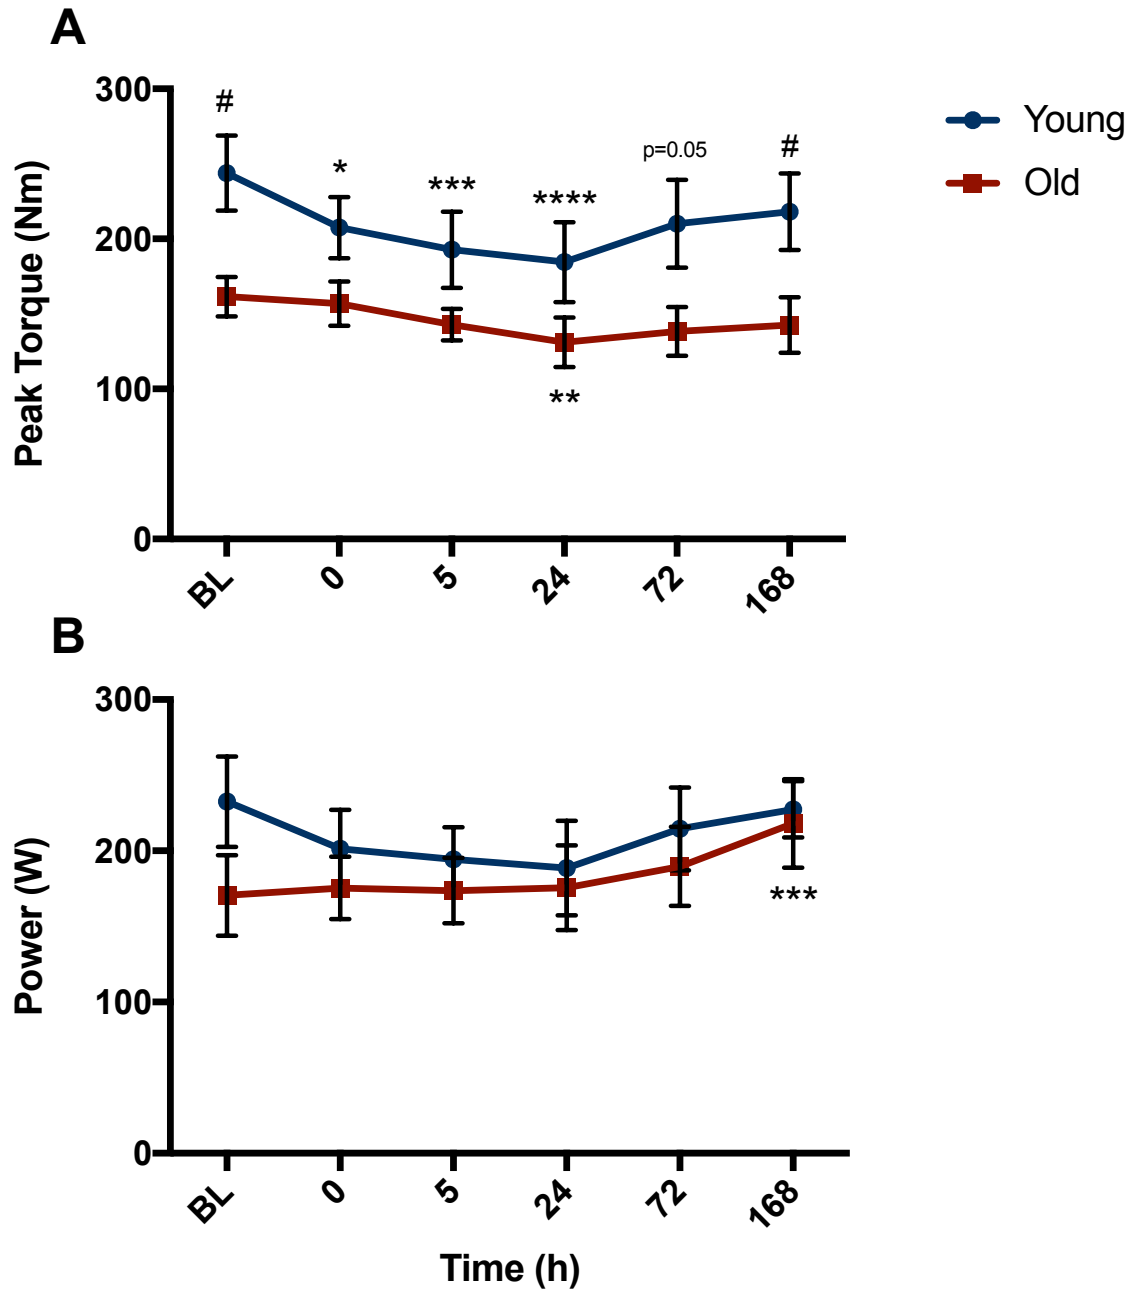 A
Peak Torque (Nm)
300
200
100
0
#
*
***
****
p=0.05
#
**
BL 0 5 24 72 168
Young
Old
B
Power (W)
300
200
100
0
***
BL 0 5 24 72 168
Time (h)